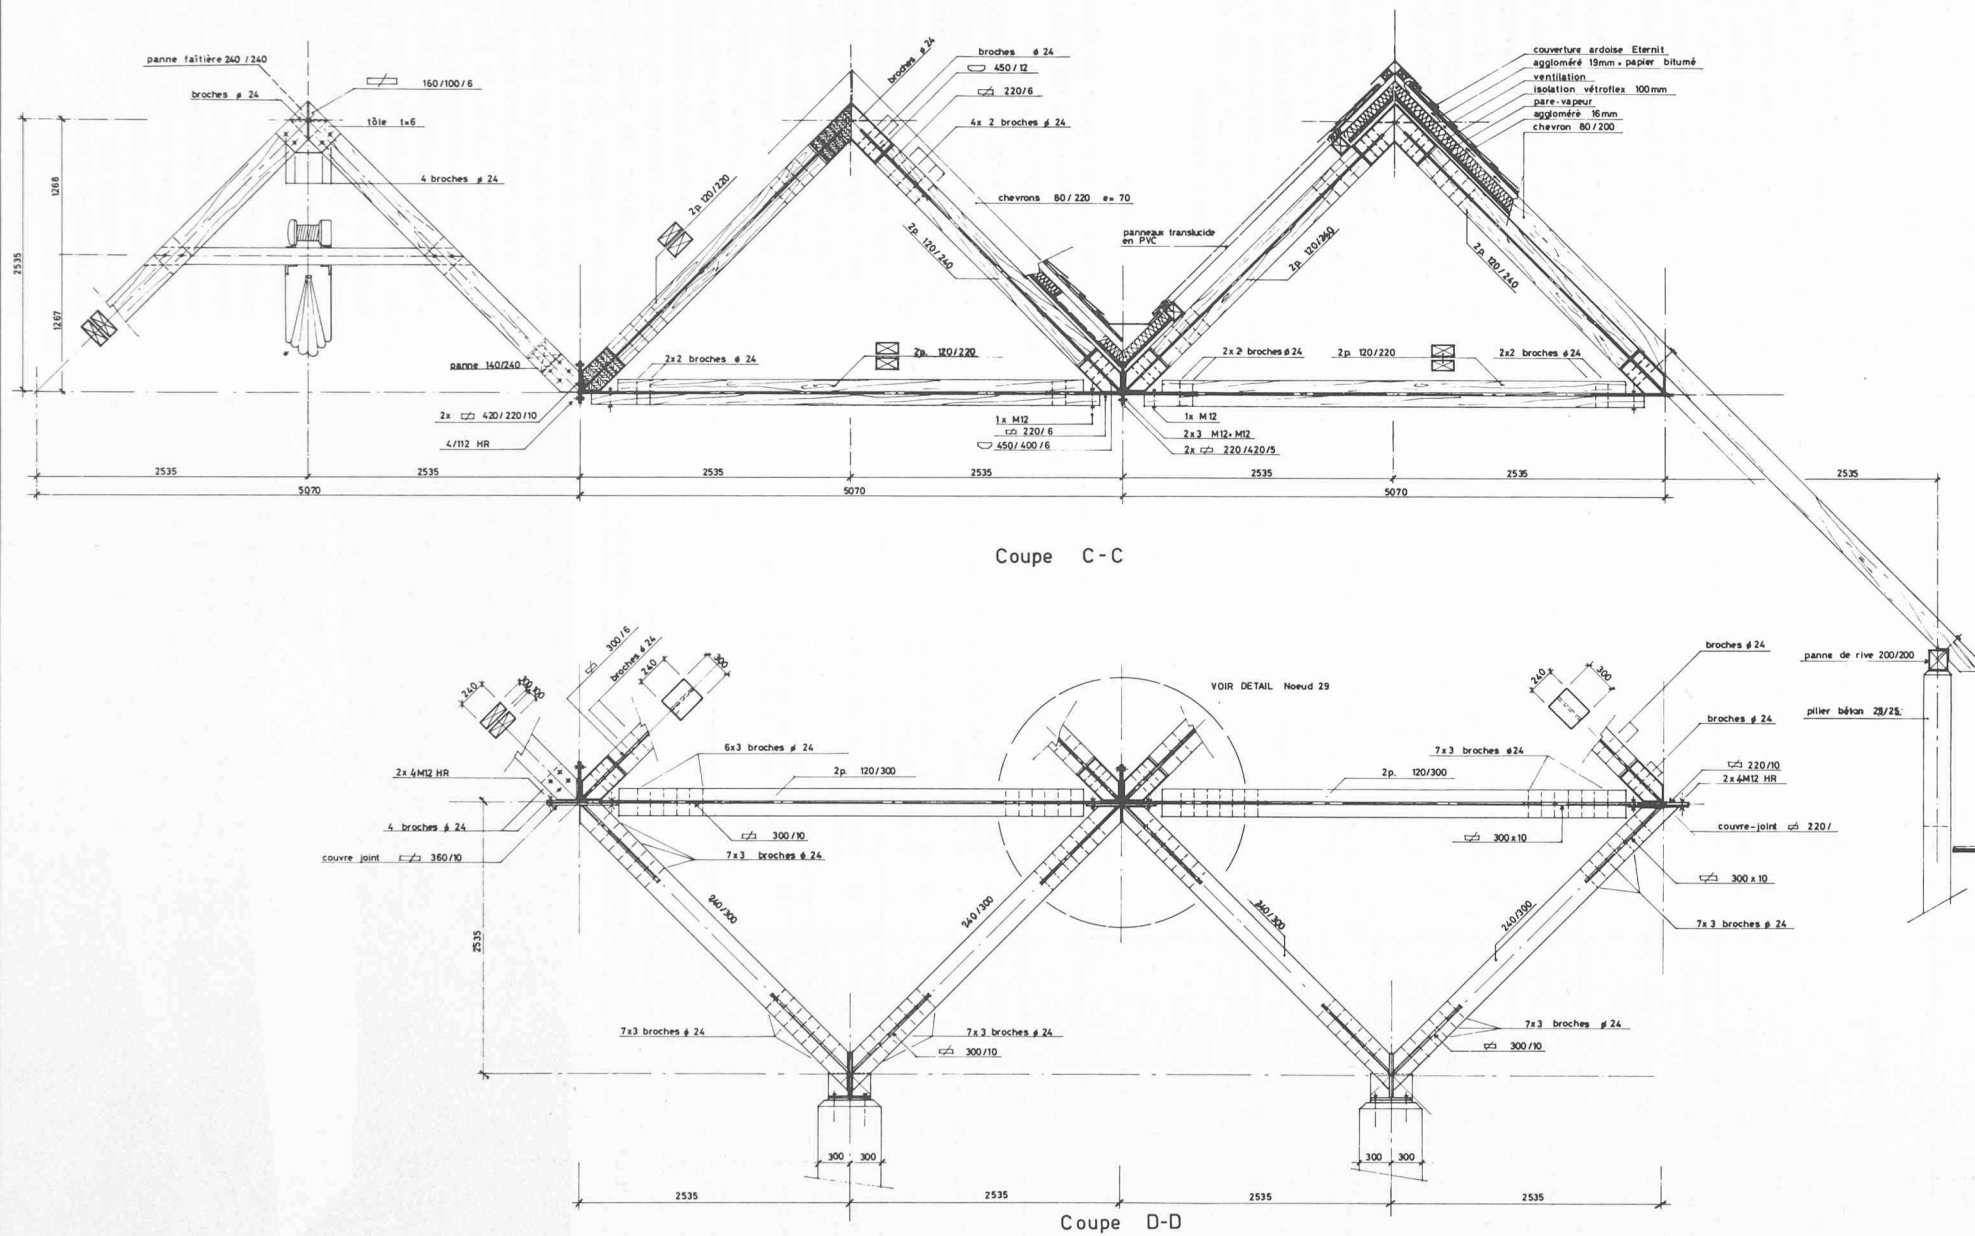 panne faîtière 240 / 240
160/100/6
broches ø 24
tôle t=6
4 broches ø 24
1268
2535
1267
panne 140/240
2x 420/220/10
4/112 HR
broches ø 24
broches ø 24
450 / 12
220/6
4x 2 broches ø 24
2p. 120/220
chevrons 80/220 e= 70
2p. 120/240
panneaux translucide
en PVC
2p. 120/240
2p. 120/240
couverture ardoise Eternit
aggloméré 19mm + papier bitumé
ventilation
isolation vétroflex 100mm
pare-vapeur
aggloméré 16mm
chevron 80/200
2x2 broches ø 24
2p. 120/220
2x2 broches ø 24
2p. 120/220
2x2 broches ø 24
1x M12
220/6
450/400/6
1x M12
2x3 M12+M12
2x 220/420/5
2535
2535
2535
2535
2535
2535
2535
5070
5070
5070
Coupe C-C
300/6
broches ø 24
240
300
240
100 100
VOIR DETAIL Noeud 29
240
300
broches ø 24
panne de rive 200/200
pilier béton 25/25
broches ø 24
2x 4M12 HR
6x3 broches ø 24
2p. 120/300
7x3 broches ø24
2p. 120/300
220/10
2x4M12 HR
4 broches ø 24
300/10
300x10
couvre-joint 220/
couvre joint 360/10
7x3 broches ø 24
300x10
240/300
240/300
240/300
240/300
7x3 broches ø 24
2535
7x3 broches ø 24
7x3 broches ø 24
300/10
7x3 broches ø 24
300/10
300 300
300 300
2535
2535
2535
2535
Coupe D-D